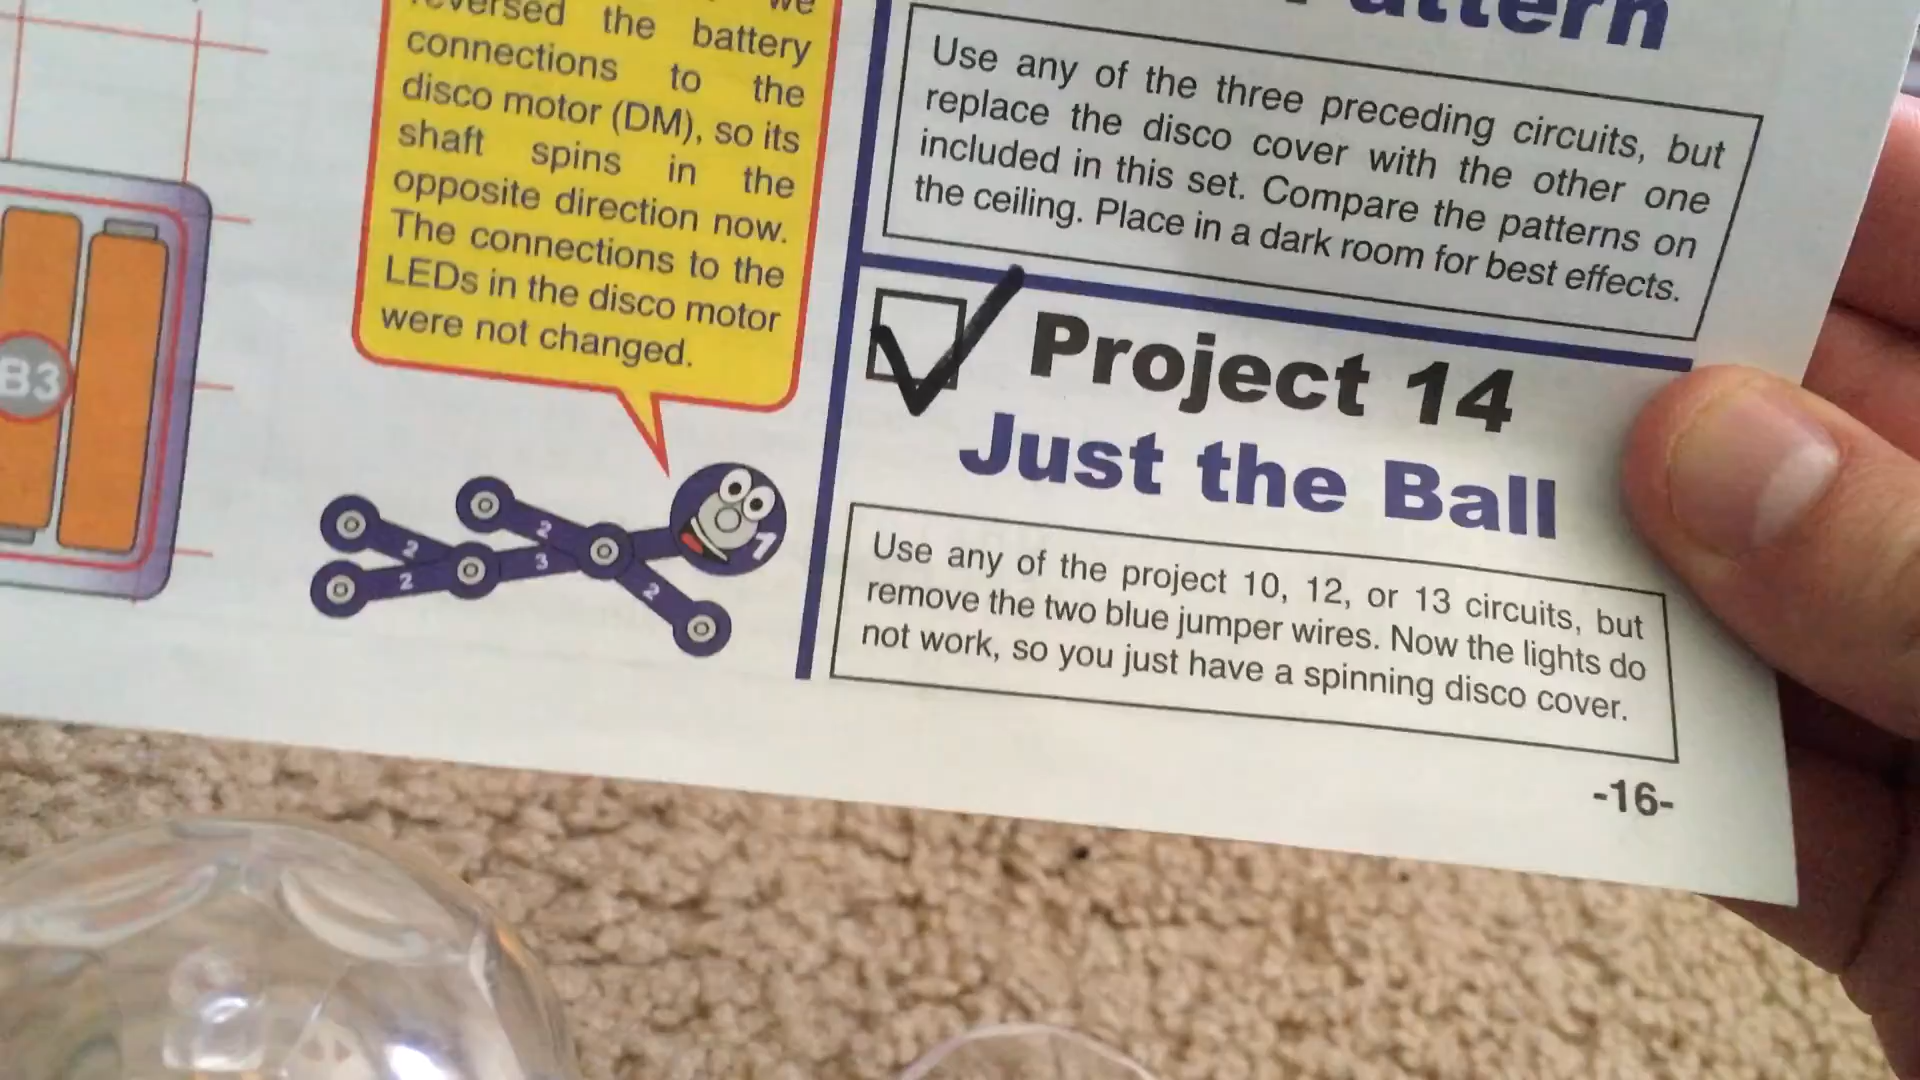 we
reversed the battery
connections to the
disco motor (DM), so its
shaft spins in the
opposite direction now.
The connections to the
LEDs in the disco motor
were not changed.
B3
2
2
2
3
2
1
Pattern
Use any of the three preceding circuits, but
replace the disco cover with the other one
included in this set. Compare the patterns on
the ceiling. Place in a dark room for best effects.
Project 14
Just the Ball
Use any of the project 10, 12, or 13 circuits, but
remove the two blue jumper wires. Now the lights do
not work, so you just have a spinning disco cover.
-16-